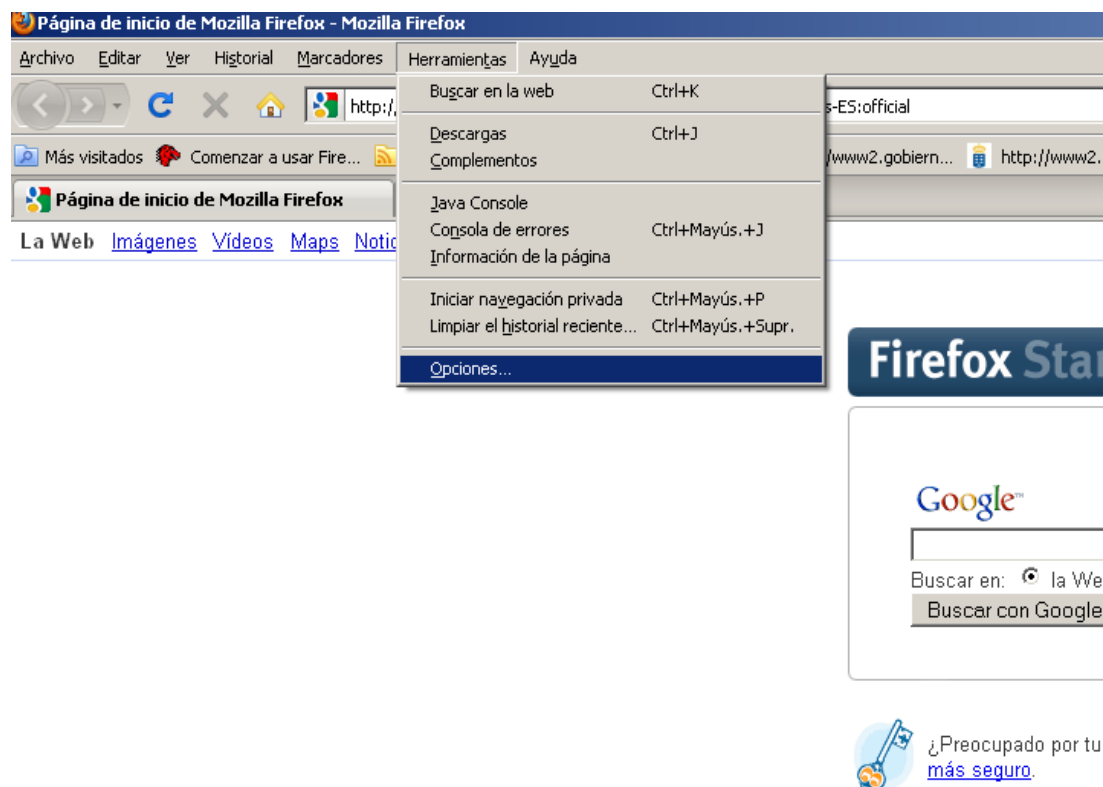 Página de inicio de Mozilla Firefox - Mozilla Firefox
Archivo Editar Ver Historial Marcadores Herramientas Ayuda
Buscar en la web Ctrl+K
http:/ s-ES:official
Descargas Ctrl+J
Más visitados Comenzar a usar Fire... /www2.gobiern... http://www2.
Complementos
Página de inicio de Mozilla Firefox
Java Console
Consola de errores Ctrl+Mayús.+J
La Web Imágenes Vídeos Maps Notic
Información de la página
Iniciar navegación privada Ctrl+Mayús.+P
Limpiar el historial reciente... Ctrl+Mayús.+Supr.
Opciones...
Firefox Sta
Google™
Buscar en: la We
Buscar con Google
¿Preocupado por tu
más seguro.